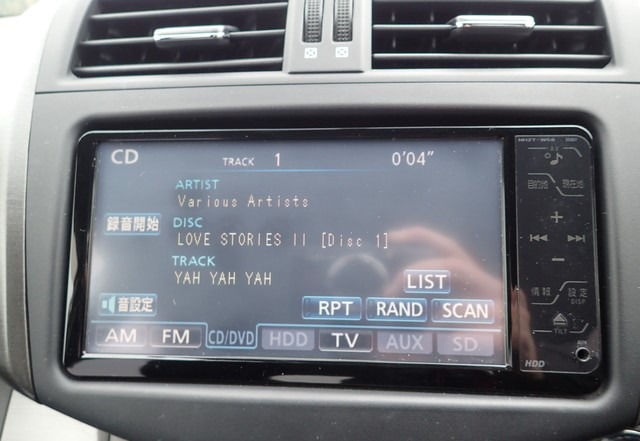 CD TRACK 1 0'04"
ARTIST
Various Artists
録音開始
DISC
LOVE STORIES II [Disc 1]
TRACK
YAH YAH YAH
LIST
音設定
RPT RAND SCAN
AM FM CD/DVD HDD TV AUX SD
AV
目的地 現在地
+
-
情報 設定
DISP
TILT
AUX
HDD